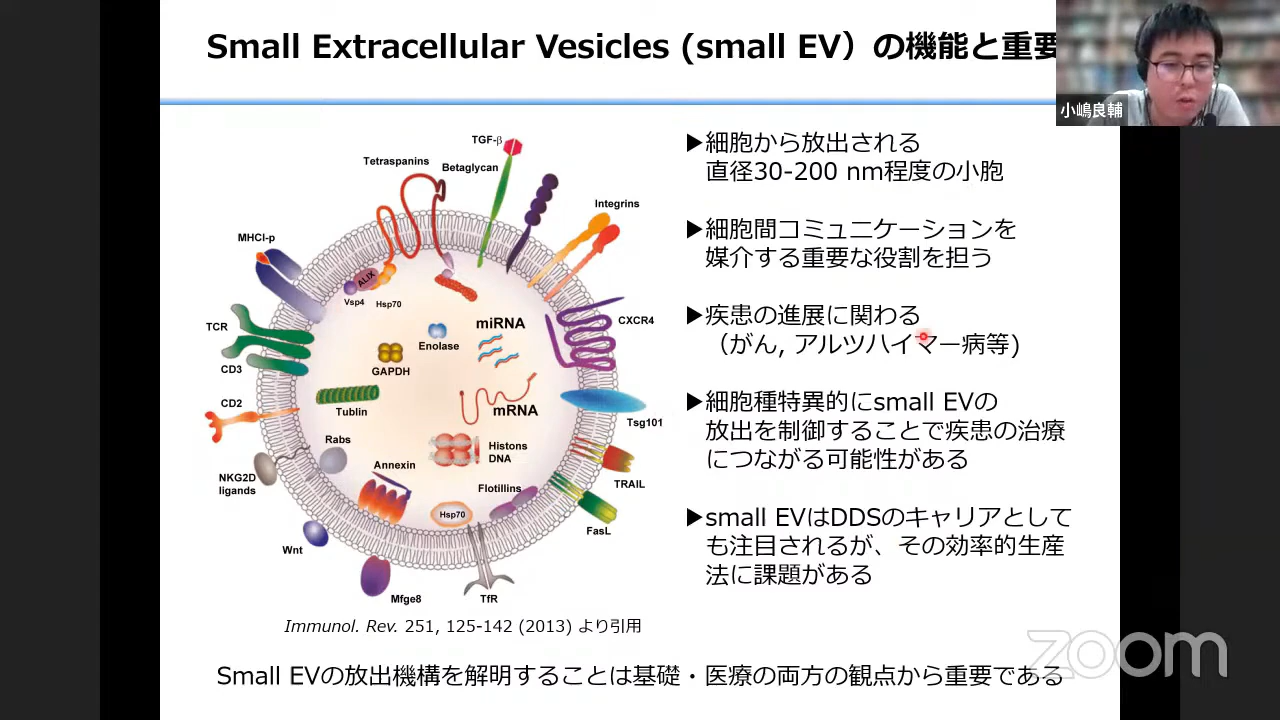 Small Extracellular Vesicles (small EV）の機能と重要
小嶋良輔
TGF-β
Tetraspanins
Betaglycan
Integrins
MHCI-p
ALIX
Vsp4
Hsp70
TCR
CXCR4
miRNA
Enolase
GAPDH
CD3
Tublin
mRNA
CD2
Tsg101
Rabs
Histons
DNA
Annexin
NKG2D
ligands
Flotillins
TRAIL
Hsp70
FasL
Wnt
Mfge8
TfR
Immunol. Rev. 251, 125-142 (2013) より引用
▶細胞から放出される
直径30-200 nm程度の小胞
▶細胞間コミュニケーションを
媒介する重要な役割を担う
▶疾患の進展に関わる
（がん, アルツハイマー病等)
▶細胞種特異的にsmall EVの
放出を制御することで疾患の治療
につながる可能性がある
▶small EVはDDSのキャリアとして
も注目されるが、その効率的生産
法に課題がある
Small EVの放出機構を解明することは基礎・医療の両方の観点から重要である
zoom